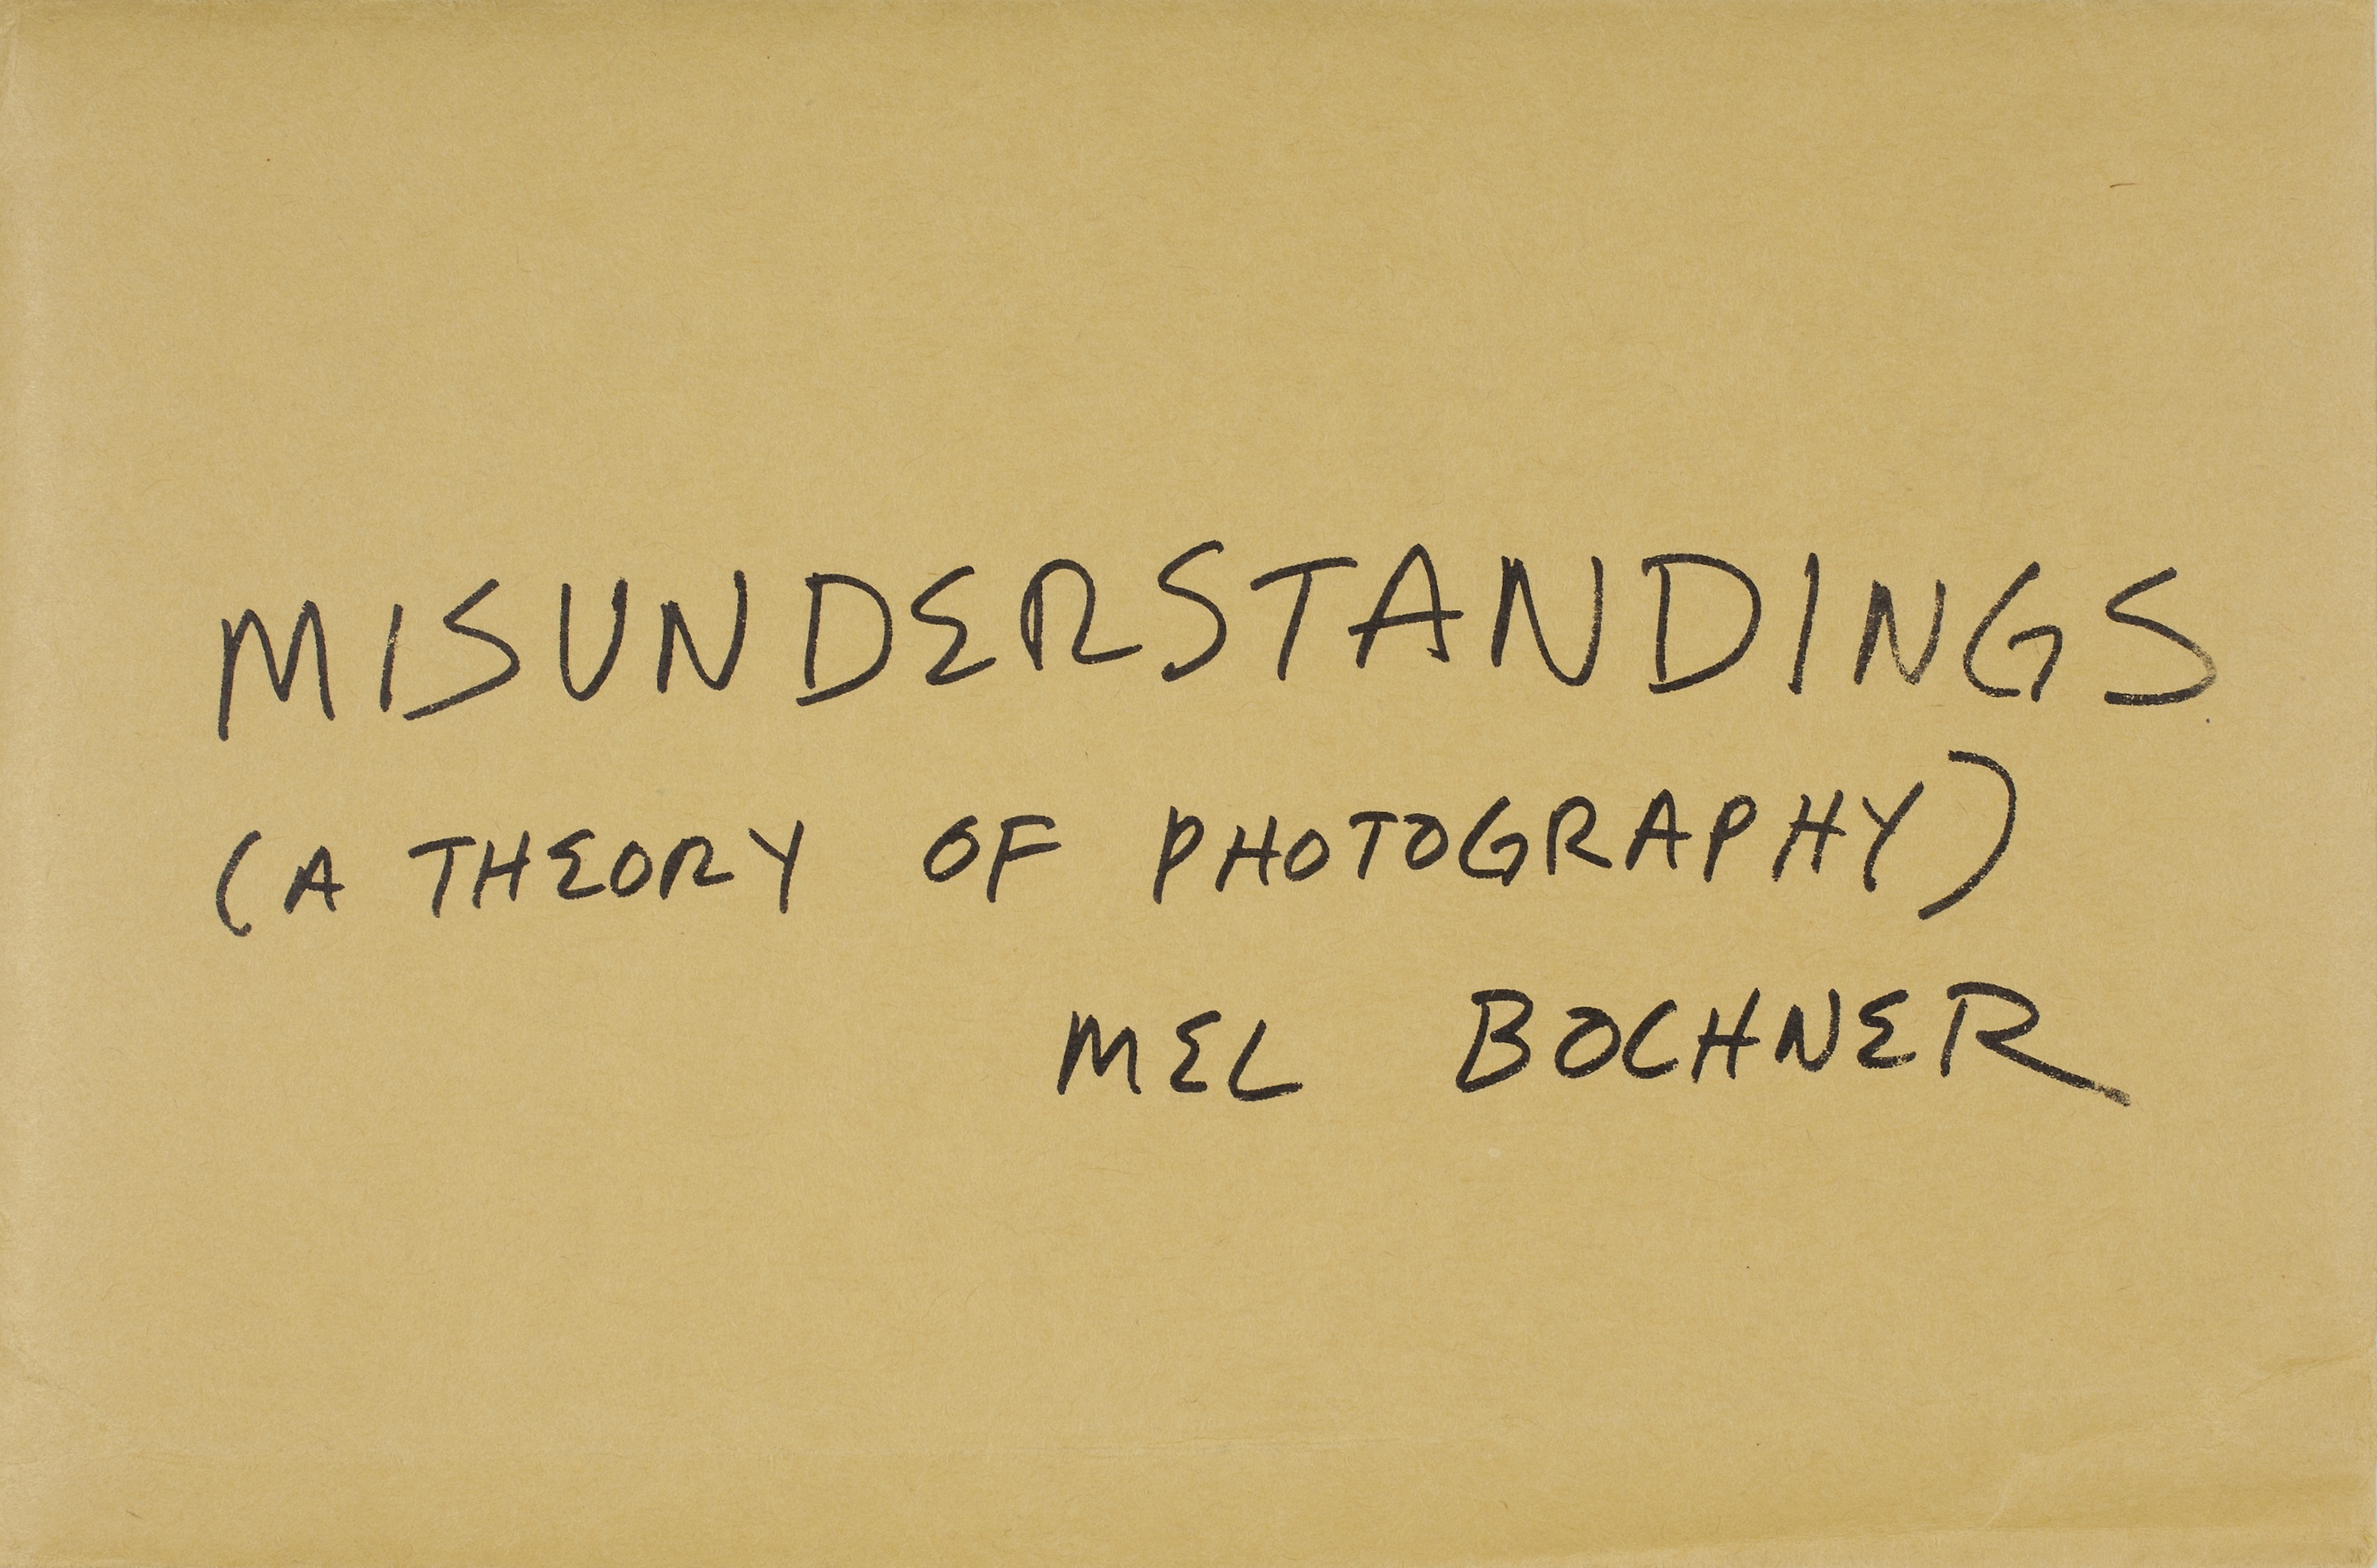 MISUNDERSTANDINGS
(A THEORY OF PHOTOGRAPHY)
MEL BOCHNER